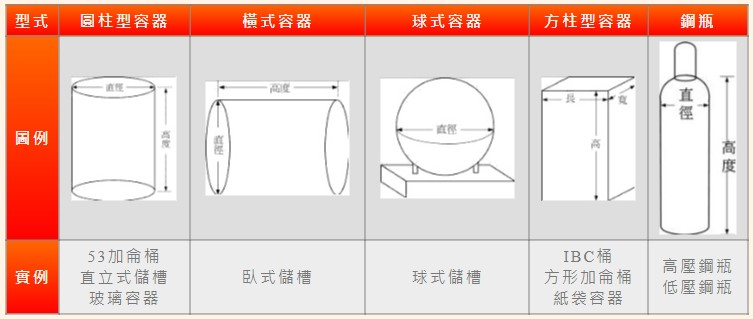 型式 圓柱型容器 橫式容器 球式容器 方柱型容器 鋼瓶
圖例
直徑
高度
高度
直徑
直徑
長
寬
高
直徑
高度
實例
53加侖桶
直立式儲槽
玻璃容器
臥式儲槽
球式儲槽
IBC桶
方形加侖桶
紙袋容器
高壓鋼瓶
低壓鋼瓶